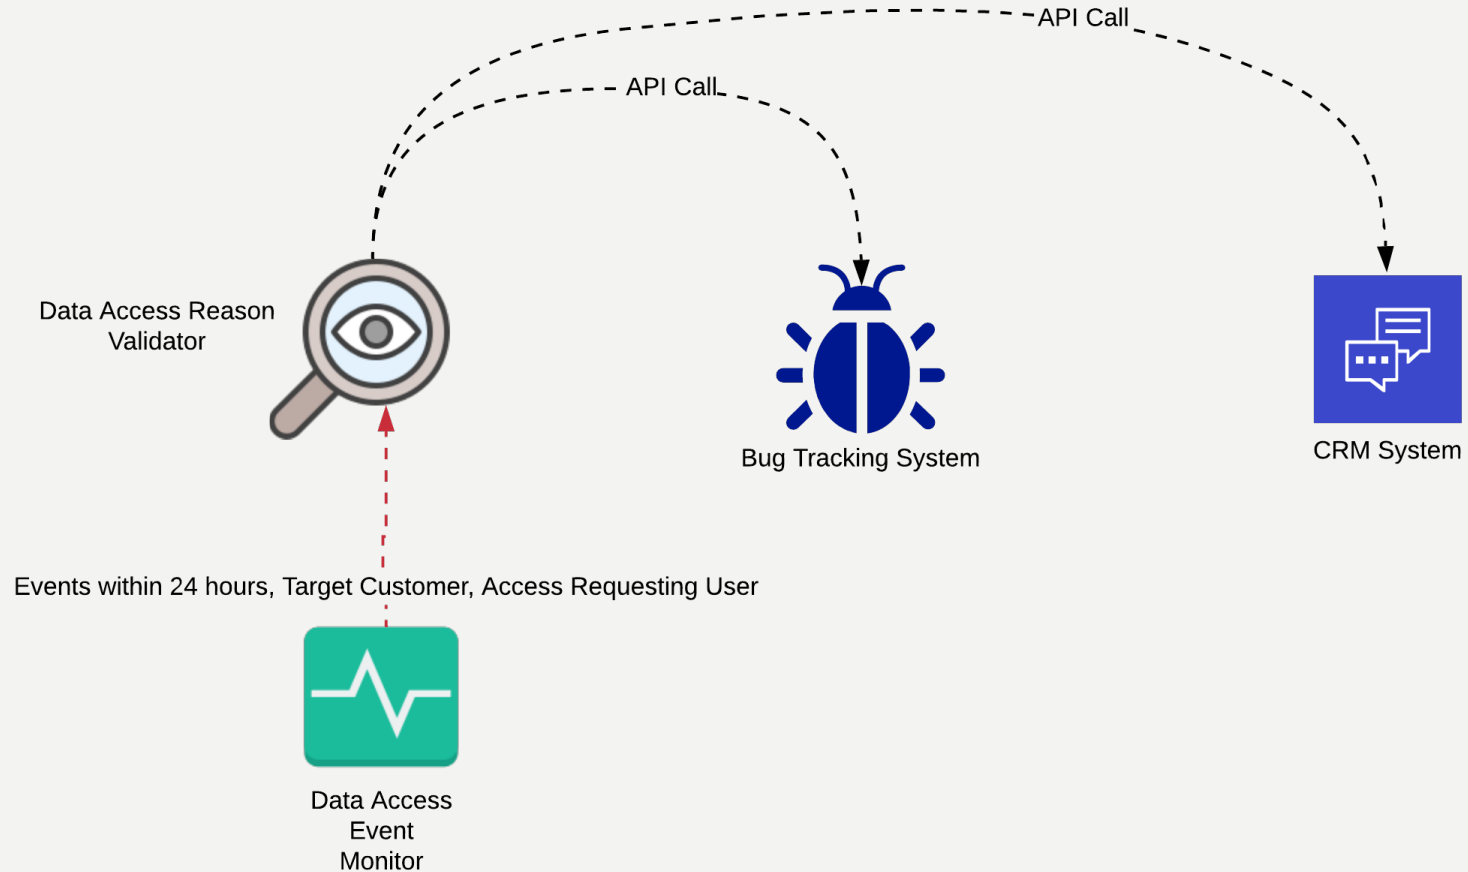 API Call
API Call
Data Access Reason
Validator
Bug Tracking System
CRM System
Events within 24 hours, Target Customer, Access Requesting User
Data Access
Event
Monitor